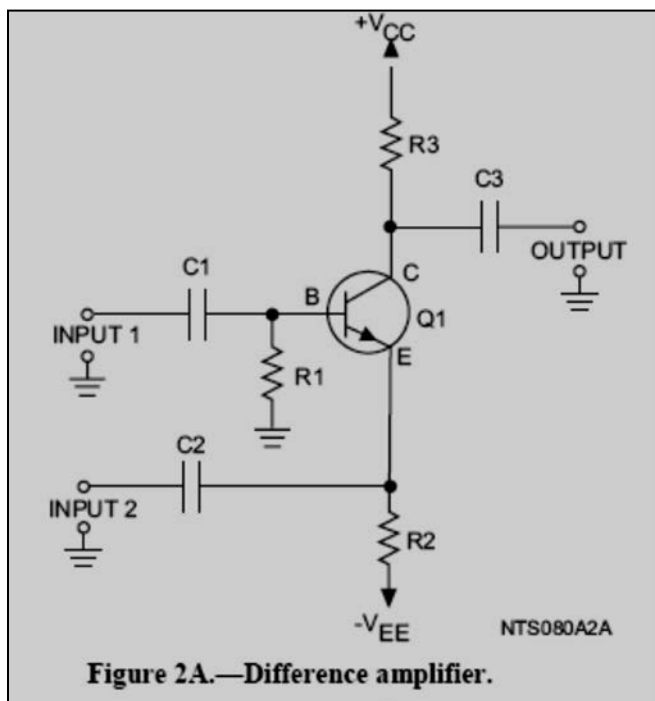 +VCC
R3
C3
OUTPUT
C1
B
C
Q1
E
INPUT 1
R1
C2
INPUT 2
R2
-VEE
NTS080A2A
Figure 2A.—Difference amplifier.